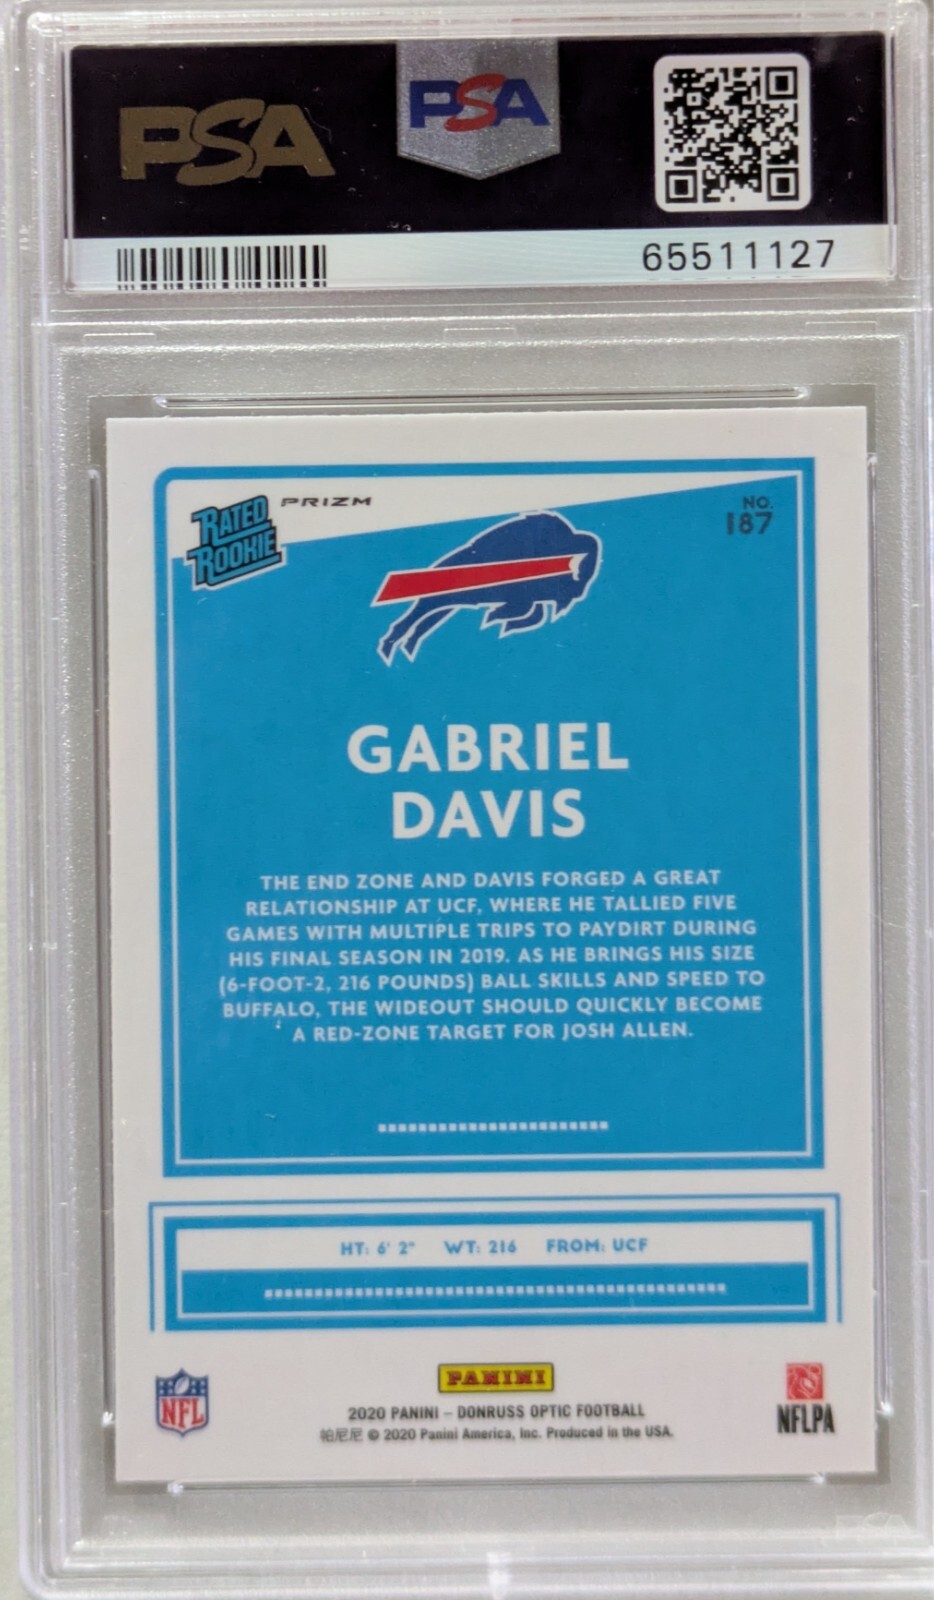 PSA
PSA
65511127
RATED
ROOKIE
PRIZM
NO.
187
GABRIEL
DAVIS
THE END ZONE AND DAVIS FORGED A GREAT
RELATIONSHIP AT UCF, WHERE HE TALLIED FIVE
GAMES WITH MULTIPLE TRIPS TO PAYDIRT DURING
HIS FINAL SEASON IN 2019. AS HE BRINGS HIS SIZE
(6-FOOT-2, 216 POUNDS) BALL SKILLS AND SPEED TO
BUFFALO, THE WIDEOUT SHOULD QUICKLY BECOME
A RED-ZONE TARGET FOR JOSH ALLEN.
HT: 6' 2" WT: 216 FROM: UCF
NFL
PANINI
2020 PANINI – DONRUSS OPTIC FOOTBALL
帕尼尼 © 2020 Panini America, Inc. Produced in the USA.
NFLPA
PSA